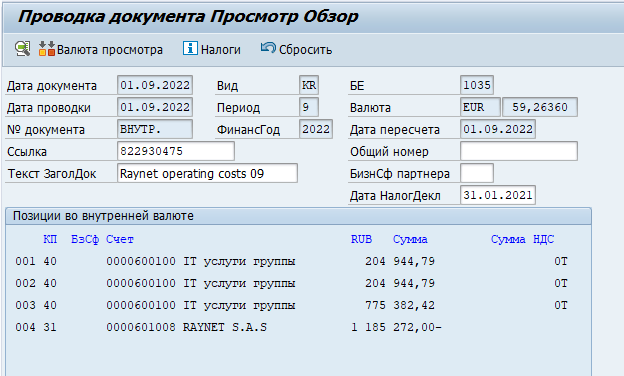 Проводка документа Просмотр Обзор
Валюта просмотра Налоги Сбросить
Дата документа 01.09.2022 Вид KR БЕ 1035
Дата проводки 01.09.2022 Период 9 Валюта EUR 59,26360
№ документа ВНУТР. ФинансГод 2022 Дата пересчета 01.09.2022
Ссылка 822930475 Общий номер
Текст ЗаголДок Raynet operating costs 09 БизнСф партнера
Дата НалогДекл 31.01.2021
Позиции во внутренней валюте
КП БзСф Счет RUB Сумма Сумма НДС
001 40 0000600100 IT услуги группы 204 944,79 0T
002 40 0000600100 IT услуги группы 204 944,79 0T
003 40 0000600100 IT услуги группы 775 382,42 0T
004 31 0000601008 RAYNET S.A.S 1 185 272,00-